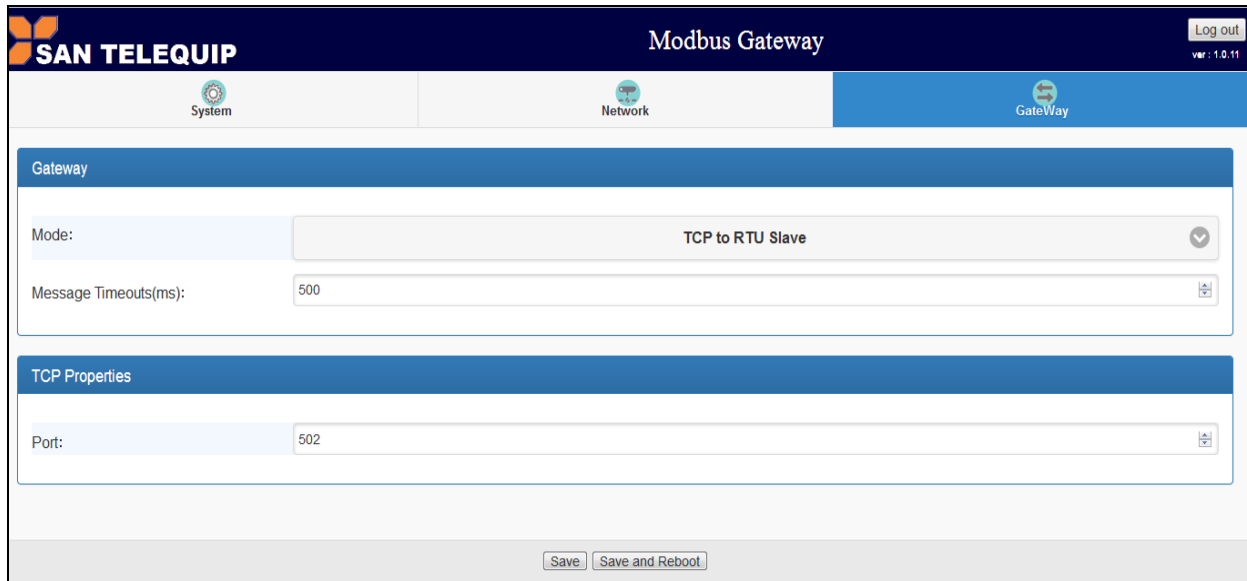 SAN TELEQUIP
Modbus Gateway
Log out
ver : 1.0.11
System
Network
GateWay
Gateway
Mode:
TCP to RTU Slave
Message Timeouts(ms):
500
TCP Properties
Port:
502
Save
Save and Reboot